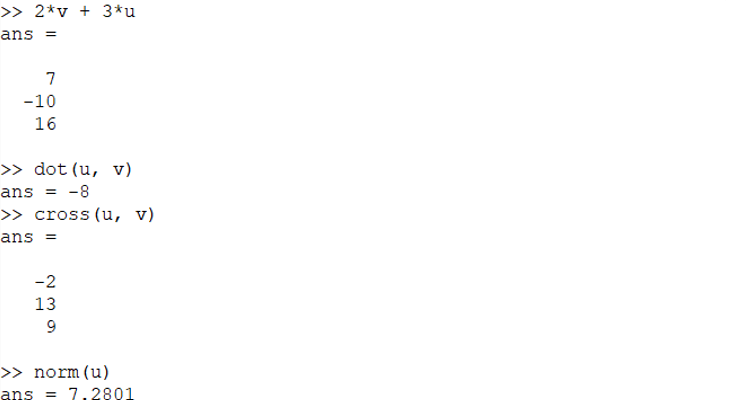 >> 2*v + 3*u
ans =
7
-10
16
>> dot(u, v)
ans = -8
>> cross(u, v)
ans =
-2
13
9
>> norm(u)
ans = 7.2801